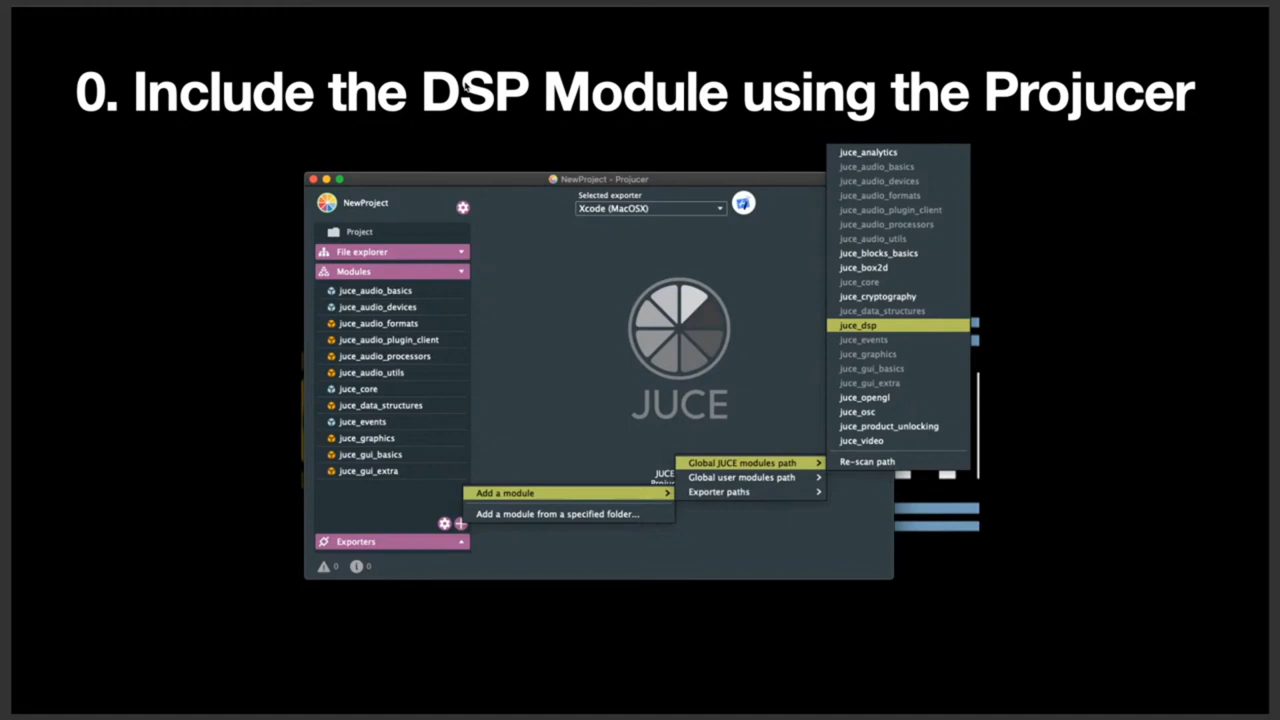 0. Include the DSP Module using the Projucer
NewProject - Projucer
NewProject
Selected exporter
Xcode (MacOSX)
Project
File explorer
Modules
juce_audio_basics
juce_audio_devices
juce_audio_formats
juce_audio_plugin_client
juce_audio_processors
juce_audio_utils
juce_core
juce_data_structures
juce_events
juce_graphics
juce_gui_basics
juce_gui_extra
Exporters
0 0
JUCE
JUCE
Add a module
Add a module from a specified folder...
Global JUCE modules path
Global user modules path
Exporter paths
juce_analytics
juce_audio_basics
juce_audio_devices
juce_audio_formats
juce_audio_plugin_client
juce_audio_processors
juce_audio_utils
juce_blocks_basics
juce_box2d
juce_core
juce_cryptography
juce_data_structures
juce_dsp
juce_events
juce_graphics
juce_gui_basics
juce_gui_extra
juce_opengl
juce_osc
juce_product_unlocking
juce_video
Re-scan path